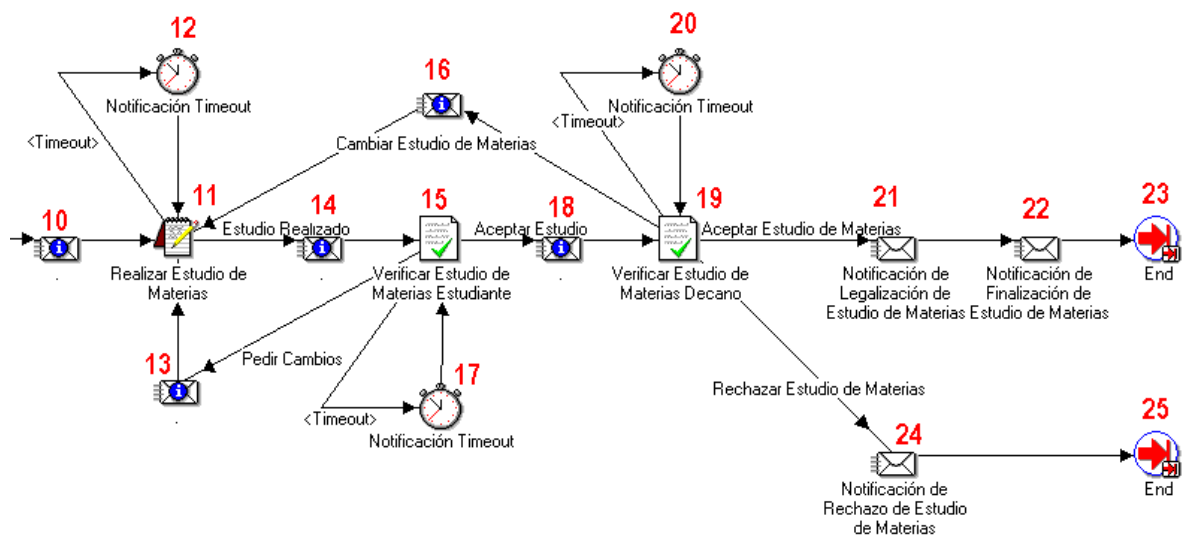 12
20
16
Notificación Timeout
Notificación Timeout
<Timeout>
<Timeout>
Cambiar Estudio de Materias
10
11
14
15
18
19
21
22
23
Estudio Realizado
Aceptar Estudio
Aceptar Estudio de Materias
.
Realizar Estudio de
Materias
.
Verificar Estudio de
Materias Estudiante
.
Verificar Estudio de
Materias Decano
Notificación de
Legalización de
Estudio de Materias
Notificación de
Finalización de
Estudio de Materias
End
13
Pedir Cambios
17
.
<Timeout>
Notificación Timeout
Rechazar Estudio de Materias
24
25
Notificación de
Rechazo de Estudio
de Materias
End